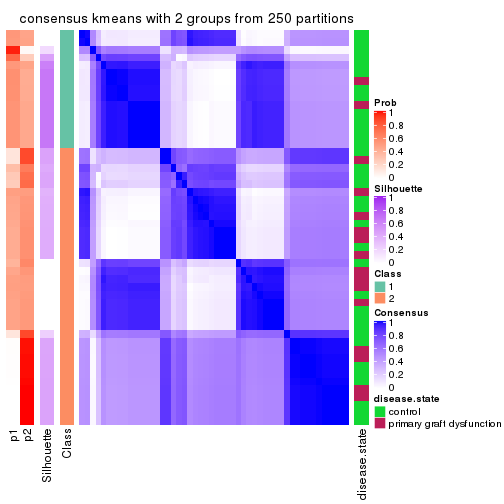 consensus kmeans with 2 groups from 250 partitions
Prob
1
0.8
0.6
0.4
0.2
0
Silhouette
1
0.8
0.6
0.4
0.2
0
Class
1
2
Consensus
1
0.8
0.6
0.4
0.2
0
disease.state
control
primary graft dysfunction
p1
p2
Silhouette
Class
disease.state